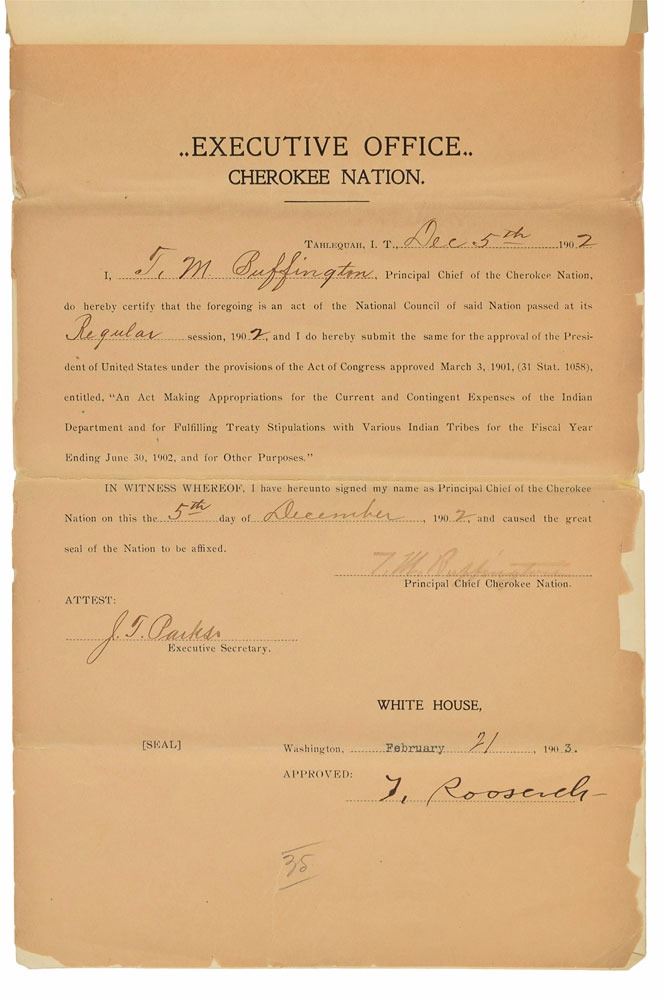 ..EXECUTIVE OFFICE..
CHEROKEE NATION.
TAHLEQUAH, I. T., Dec 5th 1902
I, T. M Buffington, Principal Chief of the Cherokee Nation,
do hereby certify that the foregoing is an act of the National Council of said Nation passed at its
Regular session, 1902, and I do hereby submit the same for the approval of the Presi-
dent of United States under the provisions of the Act of Congress approved March 3, 1901, (31 Stat. 1058),
entitled, "An Act Making Appropriations for the Current and Contingent Expenses of the Indian
Department and for Fulfilling Treaty Stipulations with Various Indian Tribes for the Fiscal Year
Ending June 30, 1902, and for Other Purposes."
IN WITNESS WHEREOF, I have hereunto signed my name as Principal Chief of the Cherokee
Nation on this the 5th day of December, 1902, and caused the great
seal of the Nation to be affixed.
T. M. Buffington
Principal Chief Cherokee Nation.
ATTEST:
J. T. Parks
Executive Secretary.
WHITE HOUSE,
[SEAL] Washington, February 21, 1903.
APPROVED: T. Roosevelt
35